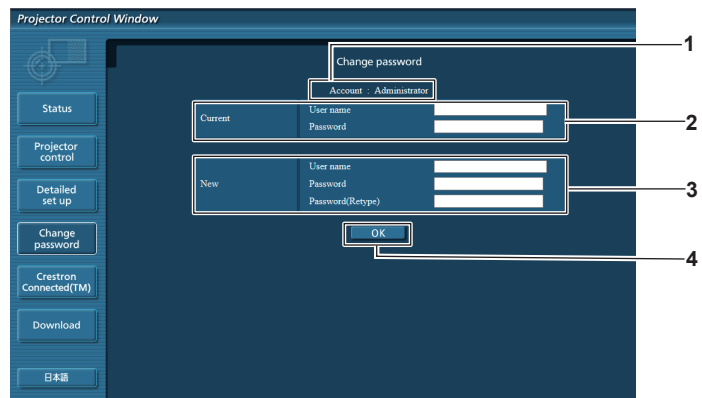 Projector Control Window
1
Change password
Account : Administrator
Status
Current
User name
Password
2
Projector
control
New
User name
Password
Password(Retype)
3
Detailed
set up
Change
password
OK
4
Crestron
Connected(TM)
Download
日本語